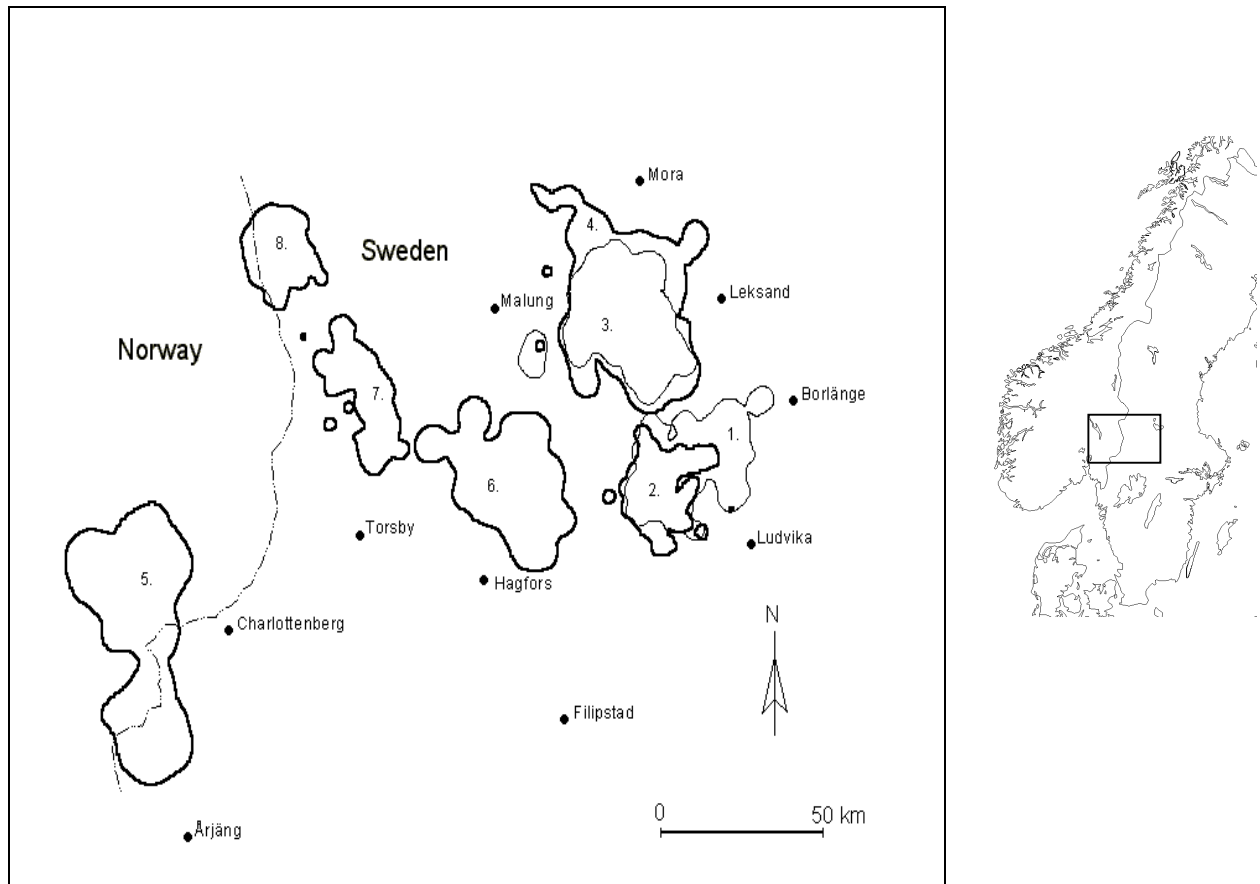 Mora
4.
8.
Sweden
Leksand
Malung
3.
Norway
7.
Borlänge
1.
6.
2.
Torsby
Ludvika
5.
Hagfors
Charlottenberg
N
Filipstad
0 50 km
Årjäng